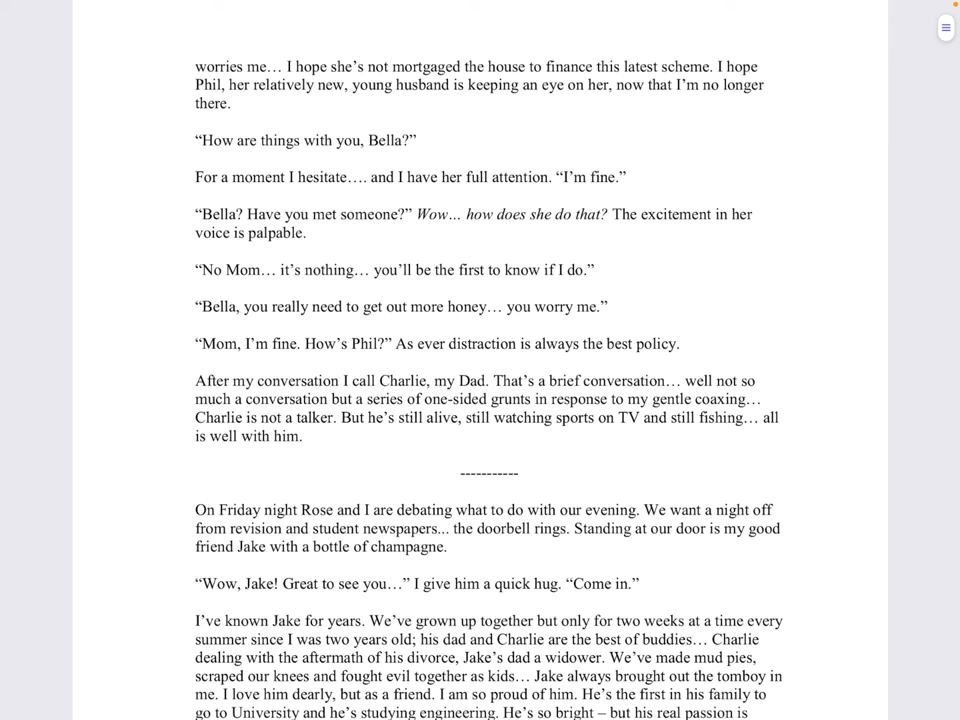 worries me… I hope she’s not mortgaged the house to finance this latest scheme. I hope
Phil, her relatively new, young husband is keeping an eye on her, now that I’m no longer
there.
“How are things with you, Bella?”
For a moment I hesitate…. and I have her full attention. “I’m fine.”
“Bella? Have you met someone?” Wow… how does she do that? The excitement in her
voice is palpable.
“No Mom… it’s nothing… you’ll be the first to know if I do.”
“Bella, you really need to get out more honey… you worry me.”
“Mom, I’m fine. How’s Phil?” As ever distraction is always the best policy.
After my conversation I call Charlie, my Dad. That’s a brief conversation… well not so
much a conversation but a series of one-sided grunts in response to my gentle coaxing…
Charlie is not a talker. But he’s still alive, still watching sports on TV and still fishing… all
is well with him.
-----------
On Friday night Rose and I are debating what to do with our evening. We want a night off
from revision and student newspapers... the doorbell rings. Standing at our door is my good
friend Jake with a bottle of champagne.
“Wow, Jake! Great to see you…” I give him a quick hug. “Come in.”
I’ve known Jake for years. We’ve grown up together but only for two weeks at a time every
summer since I was two years old; his dad and Charlie are the best of buddies… Charlie
dealing with the aftermath of his divorce, Jake’s dad a widower. We’ve made mud pies,
scraped our knees and fought evil together as kids… Jake always brought out the tomboy in
me. I love him dearly, but as a friend. I am so proud of him. He’s the first in his family to
go to University and he’s studying engineering. He’s so bright – but his real passion is